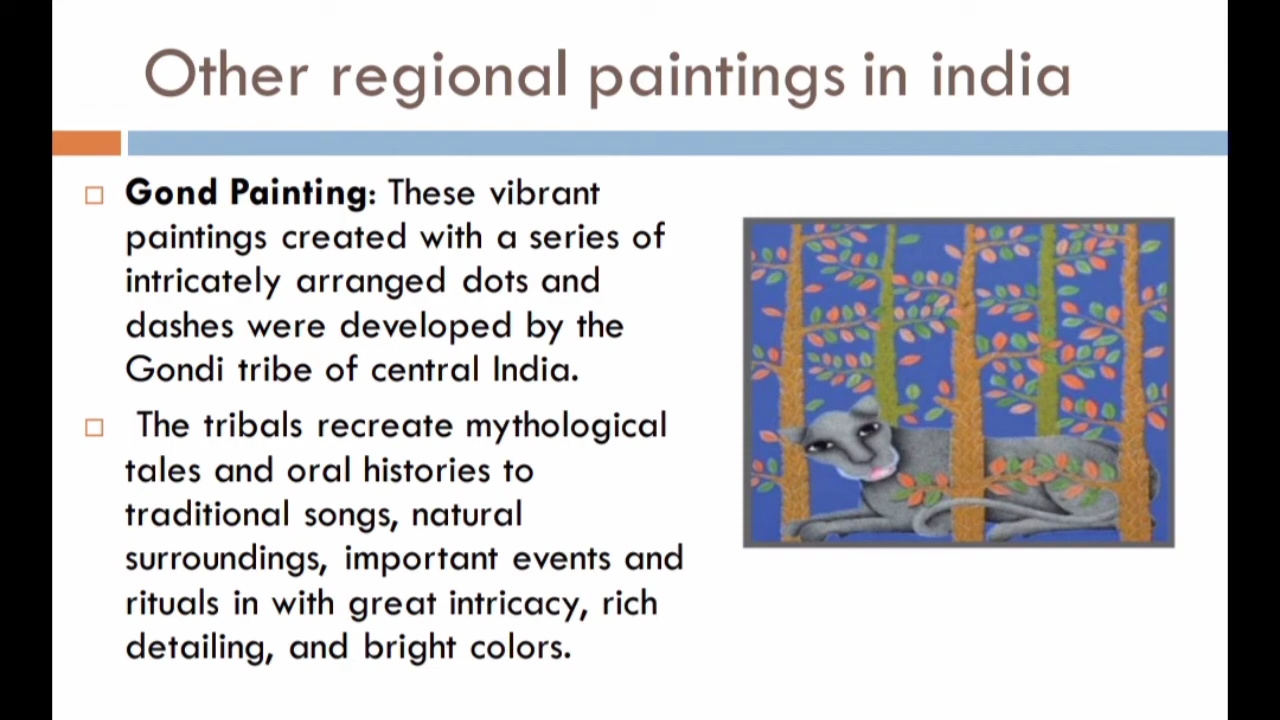 Other regional paintings in india
Gond Painting: These vibrant
paintings created with a series of
intricately arranged dots and
dashes were developed by the
Gondi tribe of central India.
The tribals recreate mythological
tales and oral histories to
traditional songs, natural
surroundings, important events and
rituals in with great intricacy, rich
detailing, and bright colors.